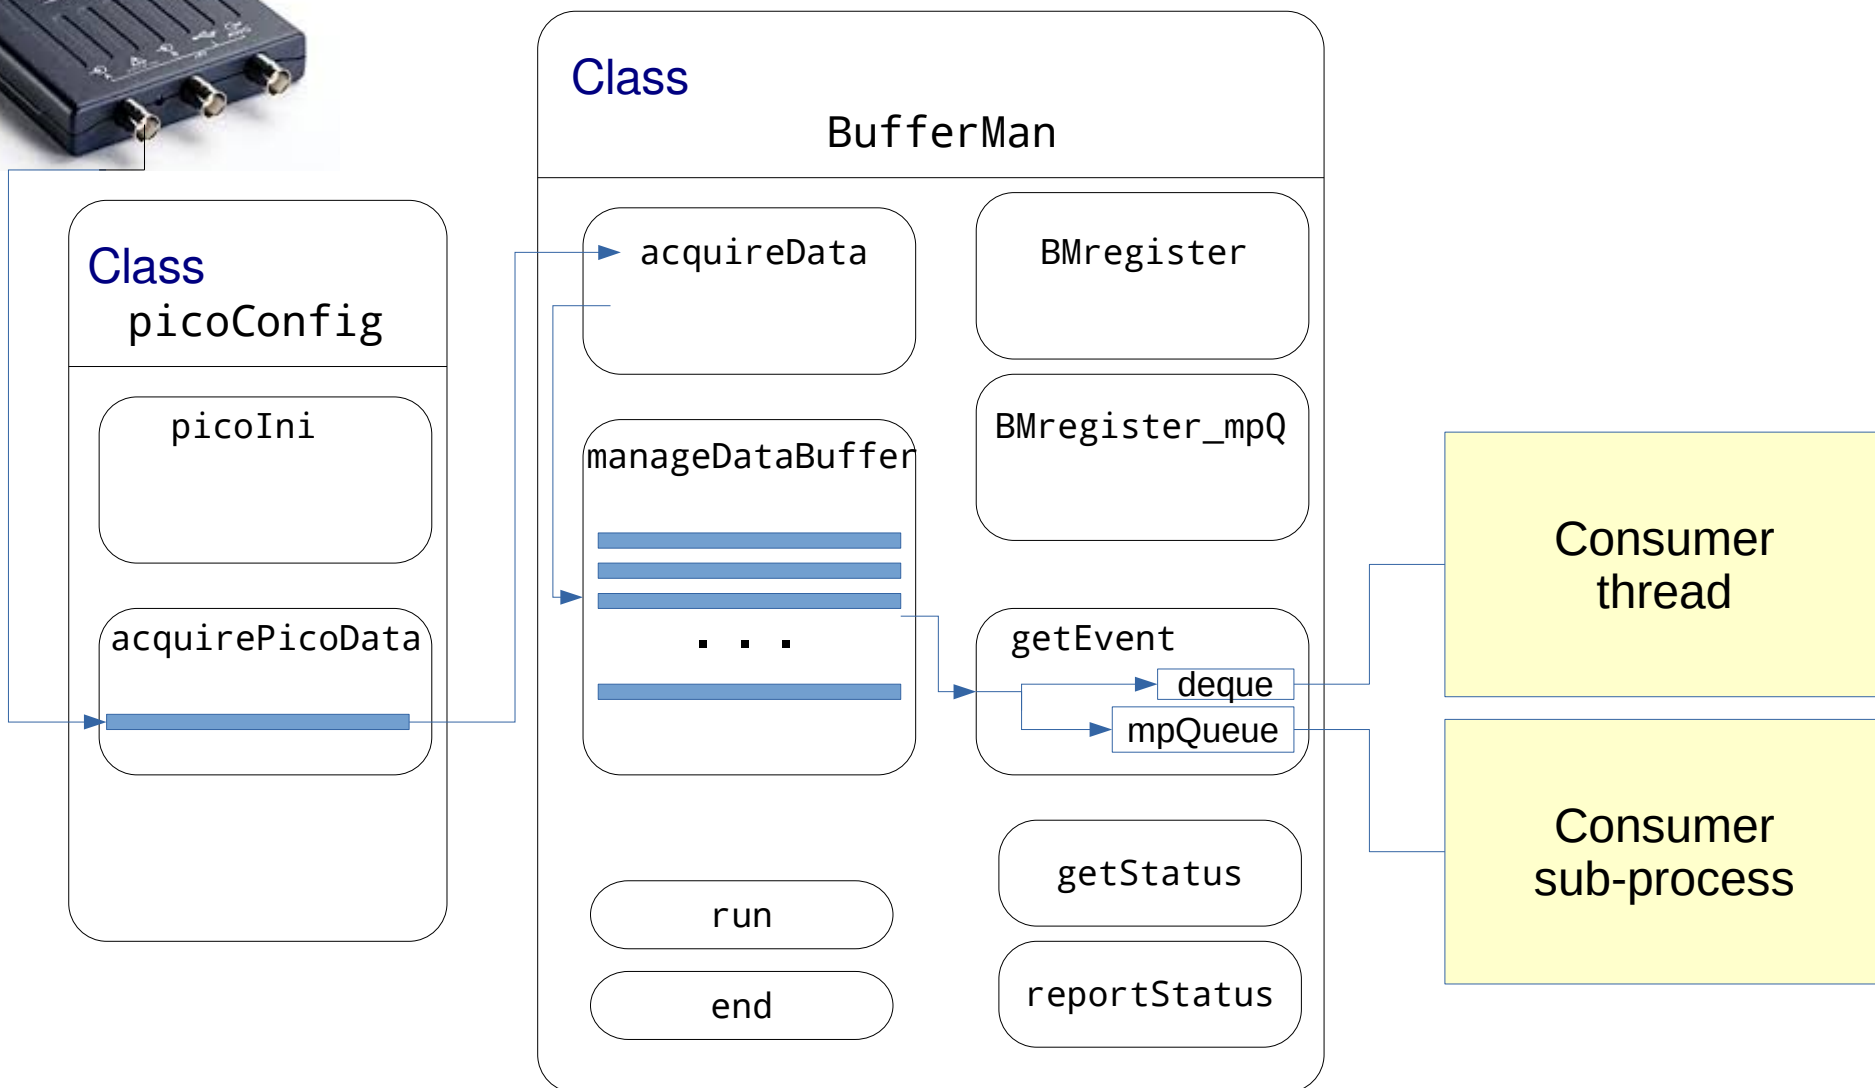 Class
picoConfig
picoIni
acquirePicoData
Class
BufferMan
acquireData
BMregister
manageDataBuffer
BMregister_mpQ
. . .
getEvent
deque
mpQueue
run
end
getStatus
reportStatus
Consumer
thread
Consumer
sub-process